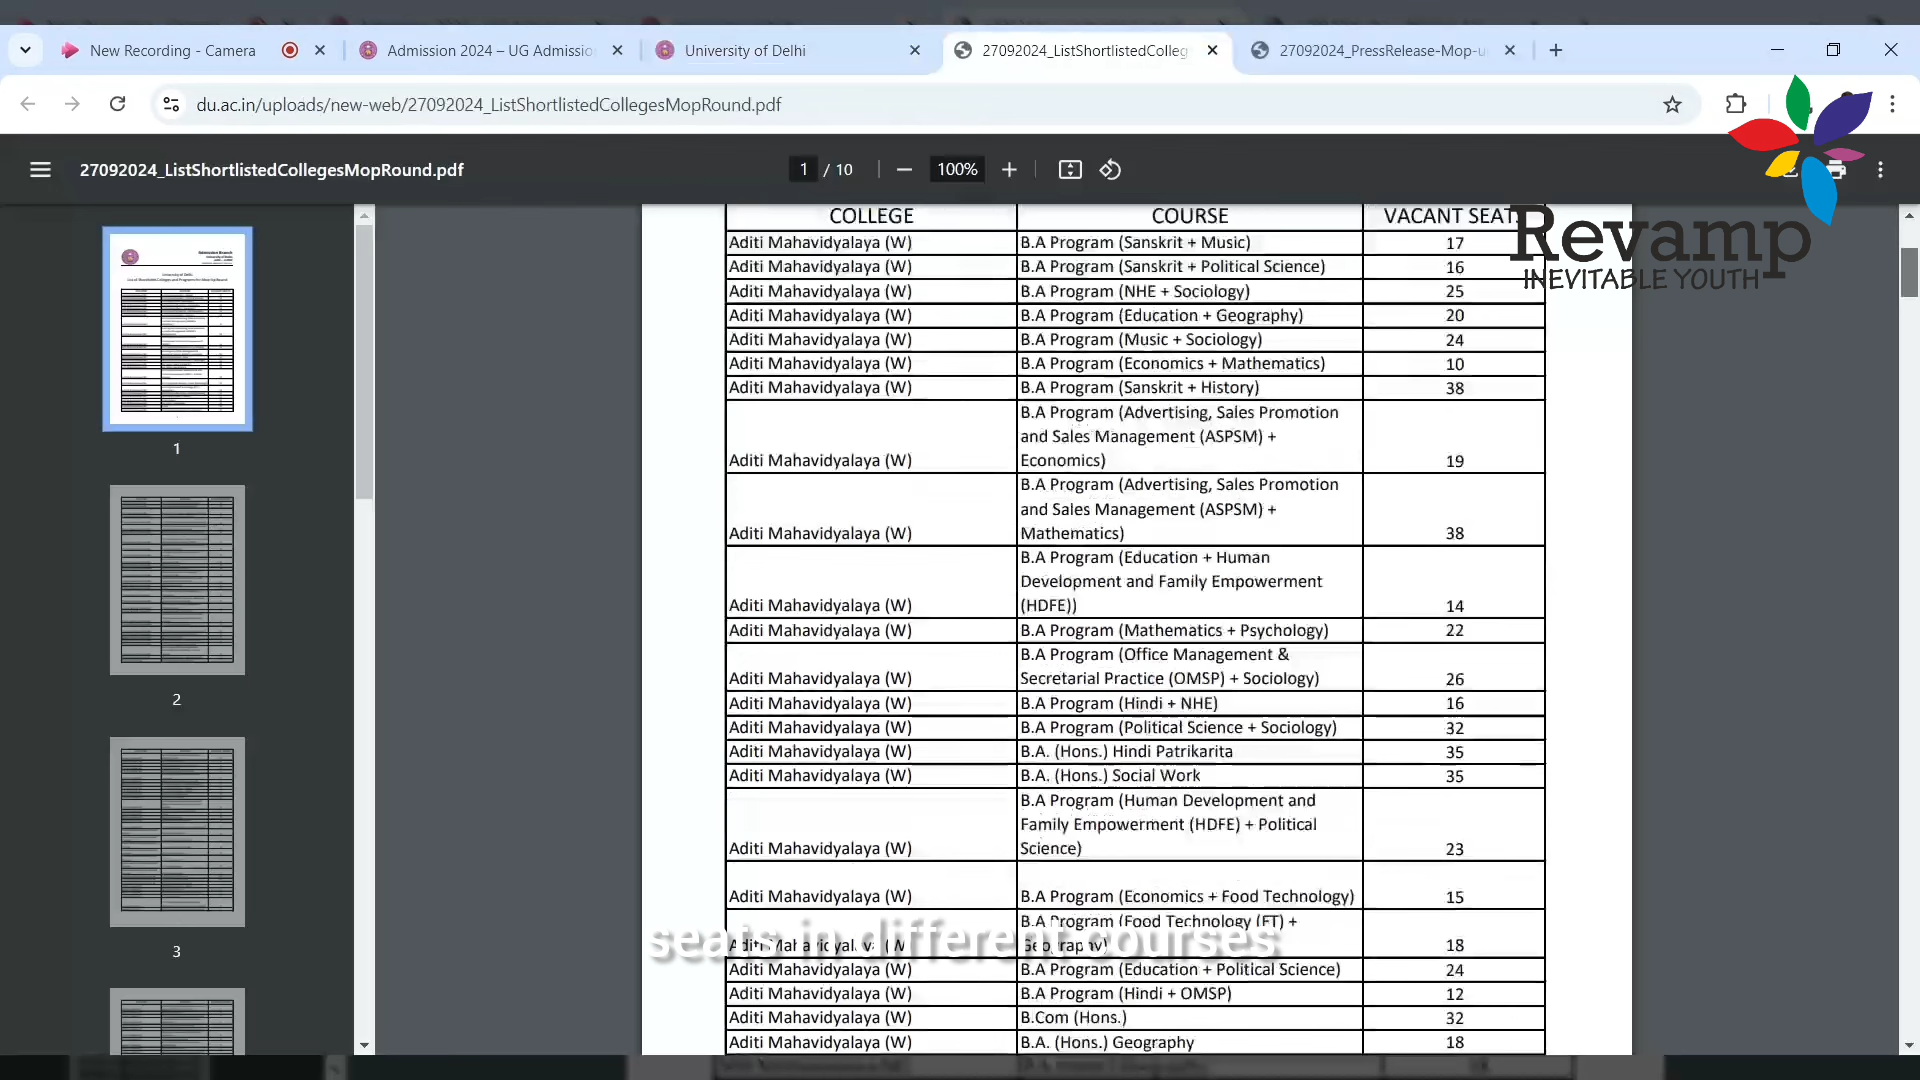 New Recording - Camera
Admission 2024 – UG Admissio
University of Delhi
27092024_ListShortlistedColleg
27092024_PressRelease-Mop-u
du.ac.in/uploads/new-web/27092024_ListShortlistedCollegesMopRound.pdf
27092024_ListShortlistedCollegesMopRound.pdf
1 / 10
100%
Revamp
INEVITABLE YOUTH
1
2
3
COLLEGE COURSE VACANT SEAT
Aditi Mahavidyalaya (W) B.A Program (Sanskrit + Music) 17
Aditi Mahavidyalaya (W) B.A Program (Sanskrit + Political Science) 16
Aditi Mahavidyalaya (W) B.A Program (NHE + Sociology) 25
Aditi Mahavidyalaya (W) B.A Program (Education + Geography) 20
Aditi Mahavidyalaya (W) B.A Program (Music + Sociology) 24
Aditi Mahavidyalaya (W) B.A Program (Economics + Mathematics) 10
Aditi Mahavidyalaya (W) B.A Program (Sanskrit + History) 38
B.A Program (Advertising, Sales Promotion
and Sales Management (ASPSM) +
Aditi Mahavidyalaya (W) Economics) 19
B.A Program (Advertising, Sales Promotion
and Sales Management (ASPSM) +
Aditi Mahavidyalaya (W) Mathematics) 38
B.A Program (Education + Human
Development and Family Empowerment
Aditi Mahavidyalaya (W) (HDFE)) 14
Aditi Mahavidyalaya (W) B.A Program (Mathematics + Psychology) 22
B.A Program (Office Management &
Aditi Mahavidyalaya (W) Secretarial Practice (OMSP) + Sociology) 26
Aditi Mahavidyalaya (W) B.A Program (Hindi + NHE) 16
Aditi Mahavidyalaya (W) B.A Program (Political Science + Sociology) 32
Aditi Mahavidyalaya (W) B.A. (Hons.) Hindi Patrikarita 35
Aditi Mahavidyalaya (W) B.A. (Hons.) Social Work 35
B.A Program (Human Development and
Family Empowerment (HDFE) + Political
Aditi Mahavidyalaya (W) Science) 23
Aditi Mahavidyalaya (W) B.A Program (Economics + Food Technology) 15
B.A Program (Food Technology (FT) +
Aditi Mahavidyalaya (W) Geography) 18
seats in different courses
Aditi Mahavidyalaya (W) B.A Program (Education + Political Science) 24
Aditi Mahavidyalaya (W) B.A Program (Hindi + OMSP) 12
Aditi Mahavidyalaya (W) B.Com (Hons.) 32
Aditi Mahavidyalaya (W) B.A. (Hons.) Geography 18